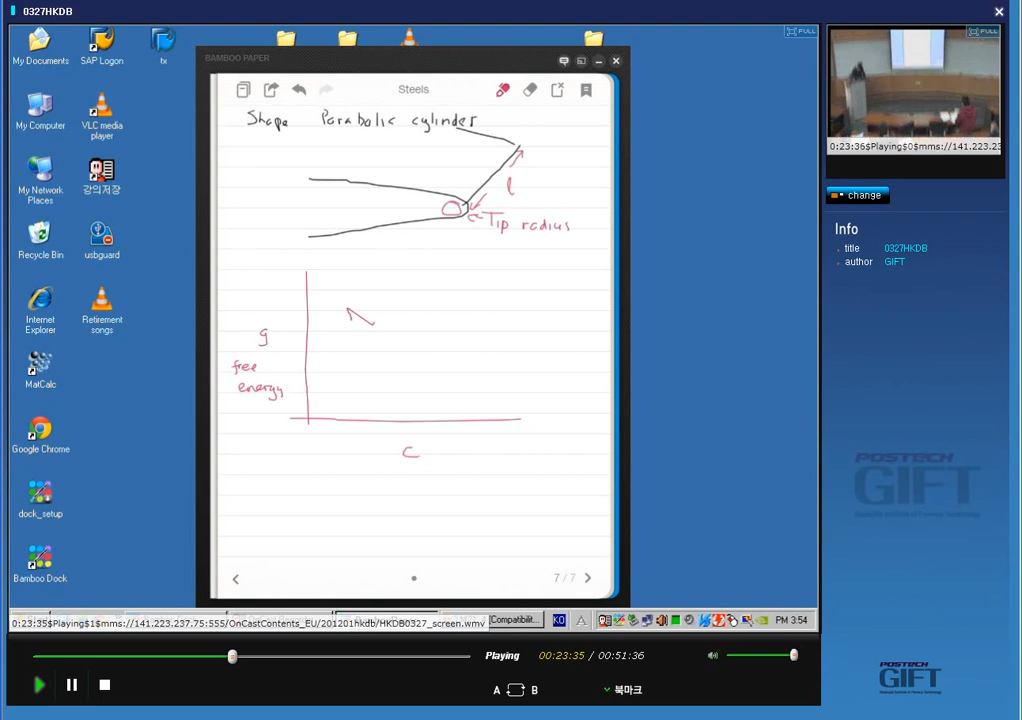 0327HKDB
FULL
FULL
My Documents
SAP Logon
tx
My Computer
VLC media player
My Network Places
강의저장
Recycle Bin
usbguard
Internet Explorer
Retirement songs
MatCalc
Google Chrome
dock_setup
Bamboo Dock
BAMBOO PAPER
Steels
Shape Parabolic cylinder
l
Tip radius
g
free
energy
c
7 / 7
0:23:35$Playing$1$mms://141.223.237.75:555/OnCastContents_EU/201201hkdb/HKDB0327_screen.wmv
Compatibilit...
KO
A
PM 3:54
Playing
00:23:35 / 00:51:36
A
B
북마크
0:23:36$Playing$0$mms://141.223.23
change
Info
title 0327HKDB
author GIFT
POSTECH
GIFT
POSTECH
GIFT